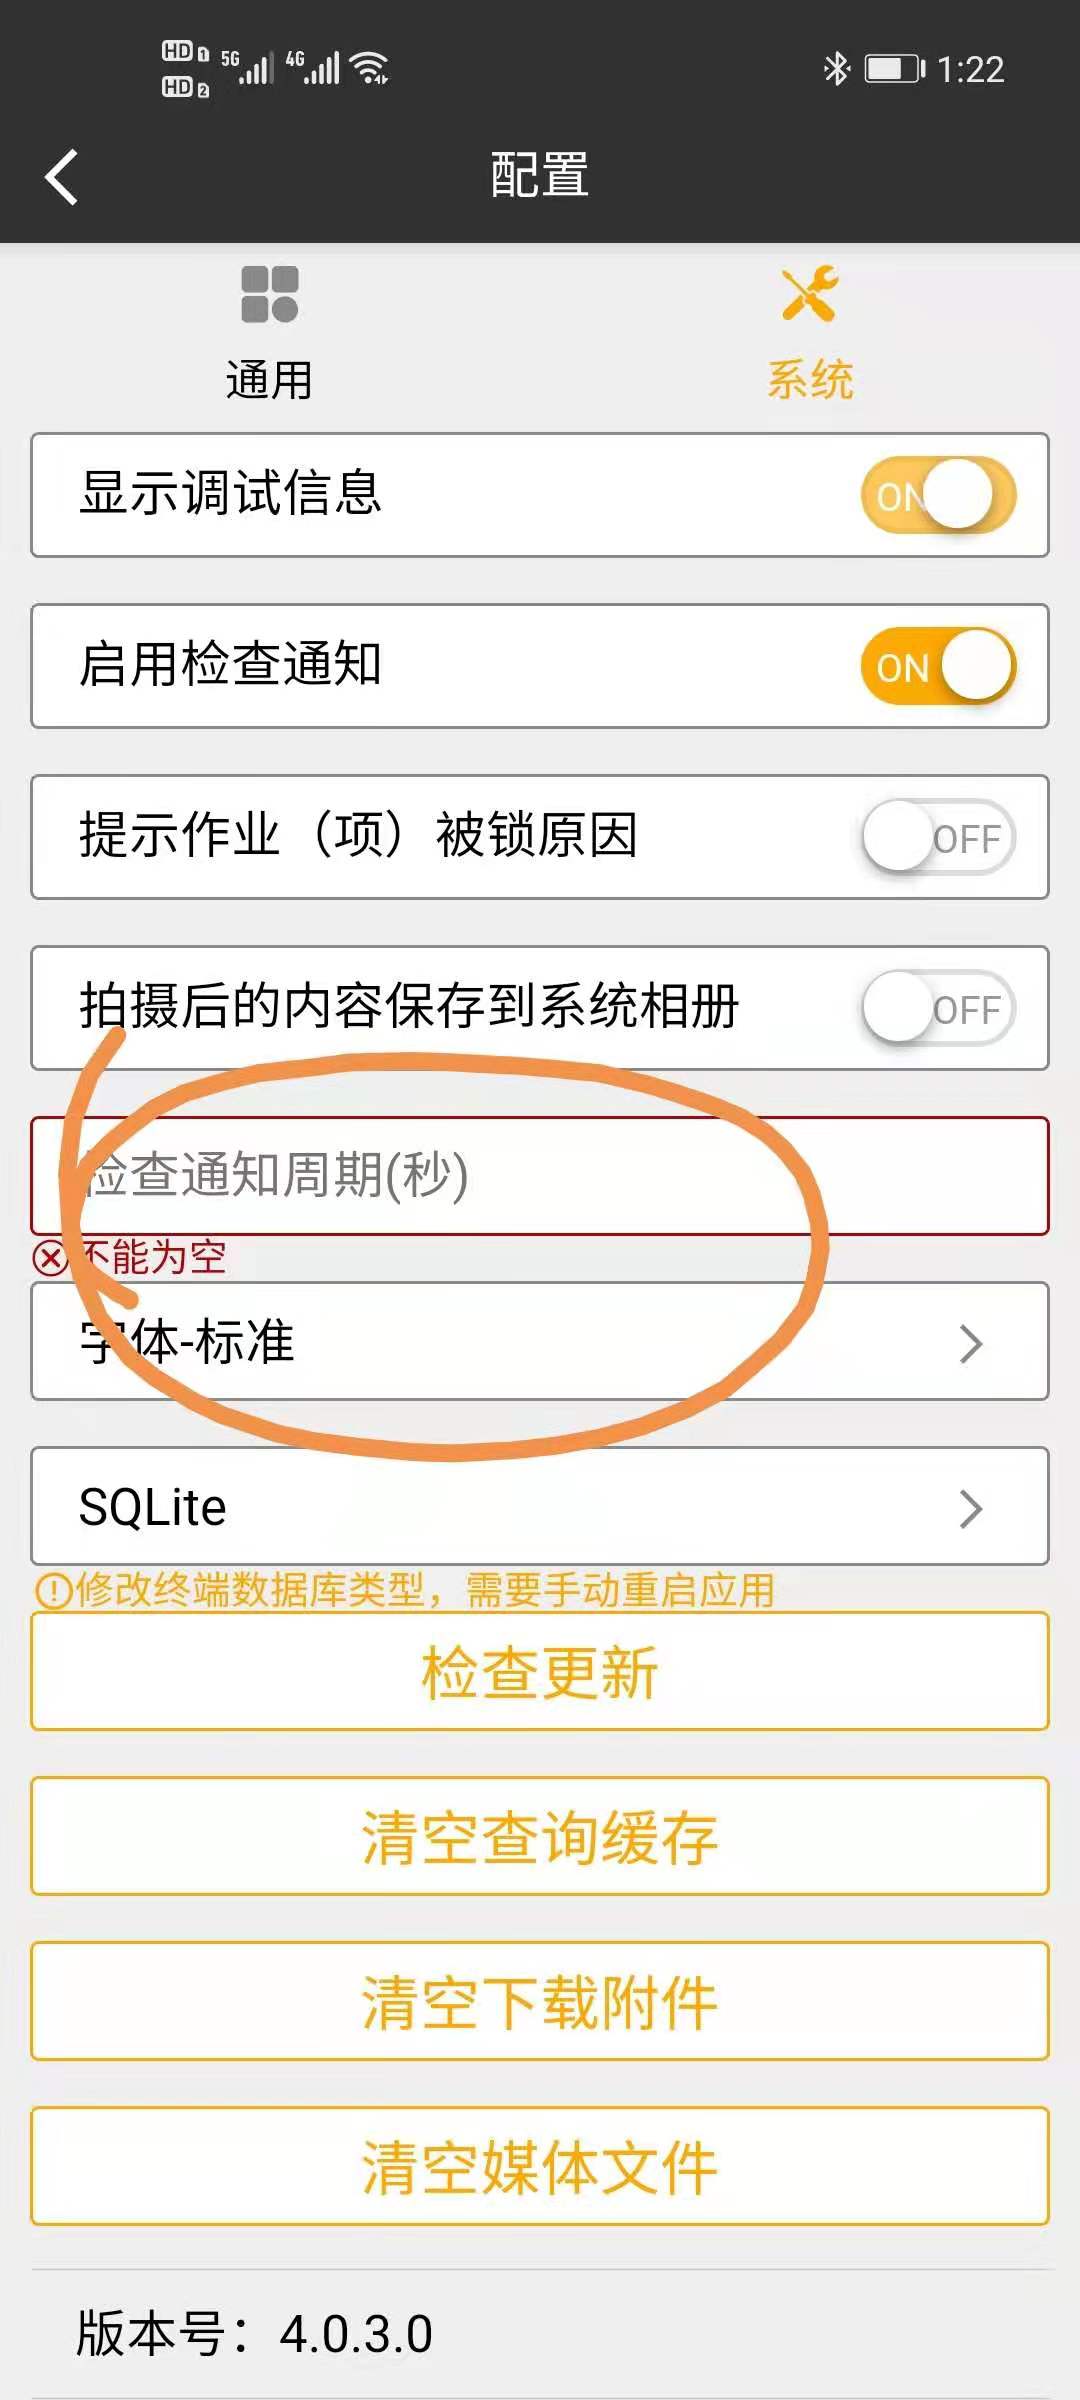 HD 1 5G 4G
HD 2
1:22
配置
通用
系统
显示调试信息
ON
启用检查通知
ON
提示作业（项）被锁原因
OFF
拍摄后的内容保存到系统相册
OFF
检查通知周期(秒)
不能为空
字体-标准
SQLite
修改终端数据库类型，需要手动重启应用
检查更新
清空查询缓存
清空下载附件
清空媒体文件
版本号：4.0.3.0